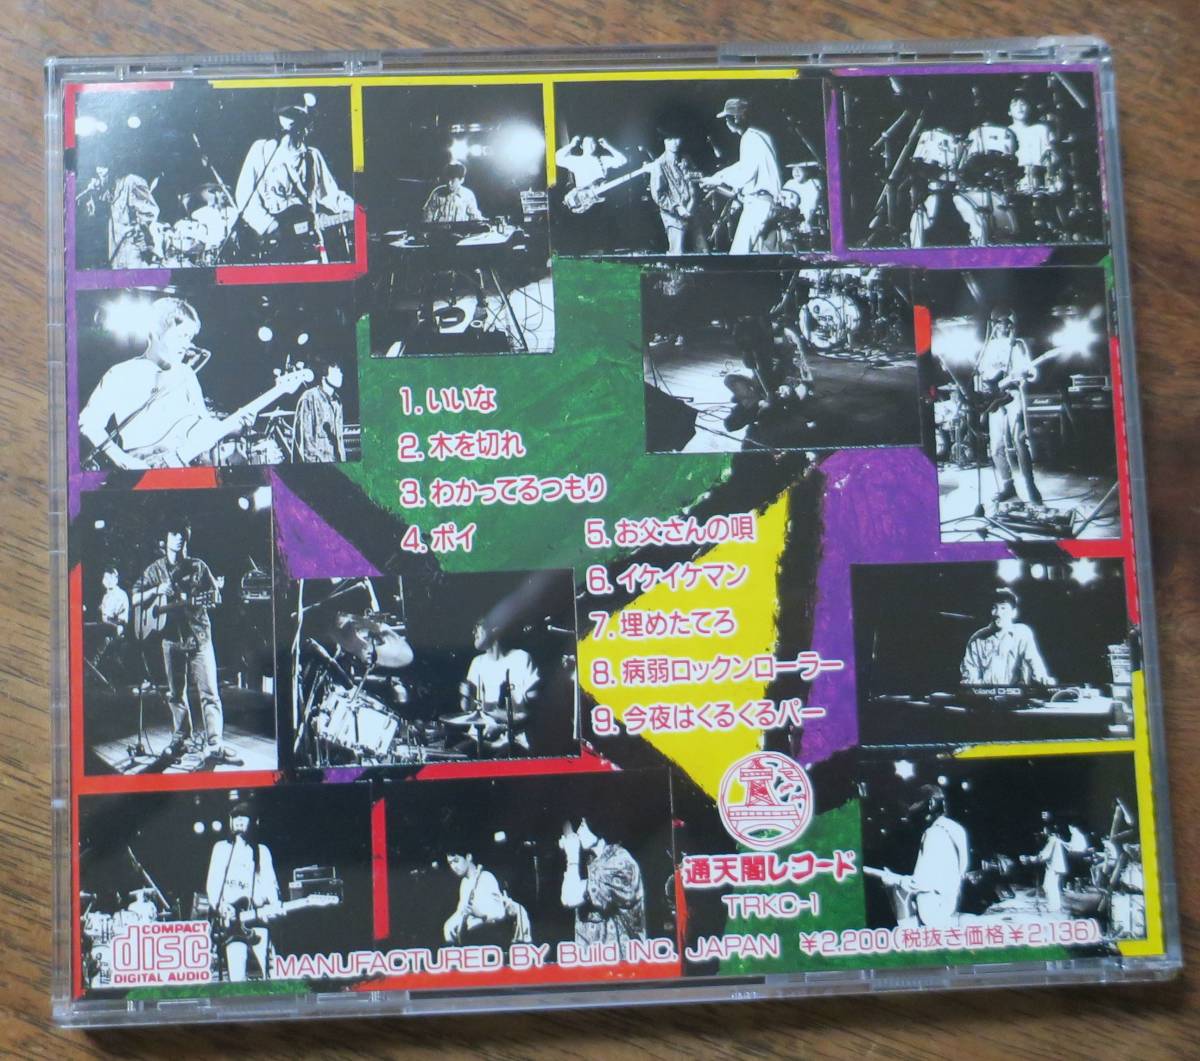 1. いいな
2. 木を切れ
3. わかってるつもり
4. ポイ
5. お父さんの唄
6. イケイケマン
7. 埋めたてろ
8. 病弱ロックンローラー
9. 今夜はくるくるパー
Roland D-50
通天閣レコード
TRKC-1
COMPACT
disc
DIGITAL AUDIO
MANUFACTURED BY Build INC. JAPAN ¥2,200(税抜き価格¥2,136)